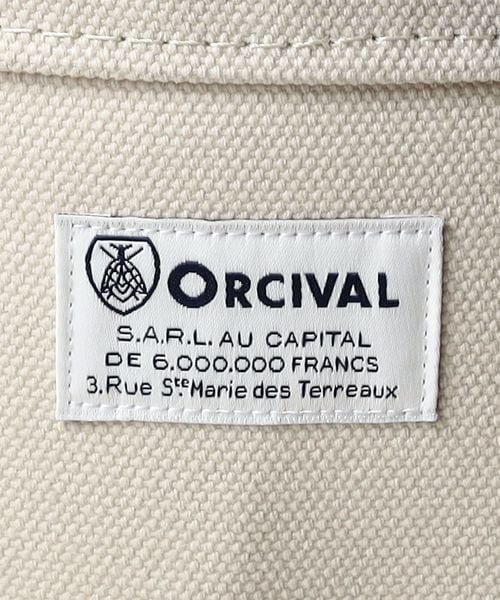 ORCIVAL
S.A.R.L. AU CAPITAL
DE 6.000.000 FRANCS
3.Rue Ste Marie des Terreaux